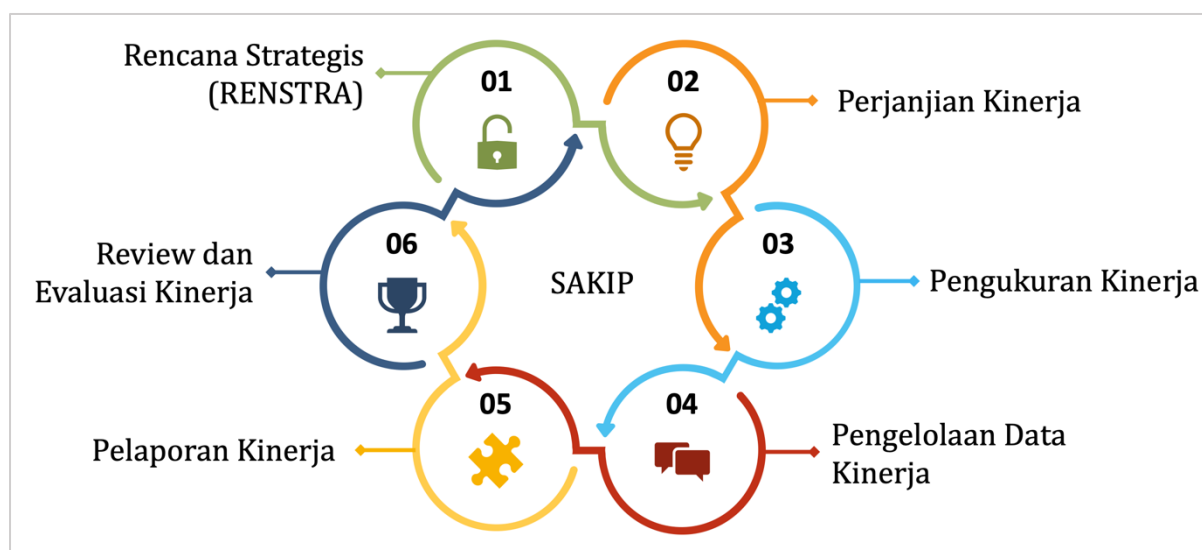 Rencana Strategis
(RENSTRA)
01
02
Perjanjian Kinerja
Review dan
Evaluasi Kinerja
06
SAKIP
03
Pengukuran Kinerja
Pelaporan Kinerja
05
04
Pengelolaan Data
Kinerja